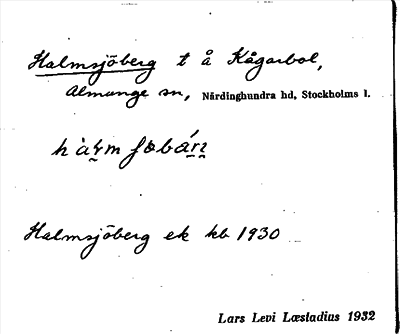 Halmsjöberg t å Kågarbol,
Almunge sn, Närdinghundra hd, Stockholms l.
Halmsjöberg ek kb 1930
Lars Levi Læstadius 1932